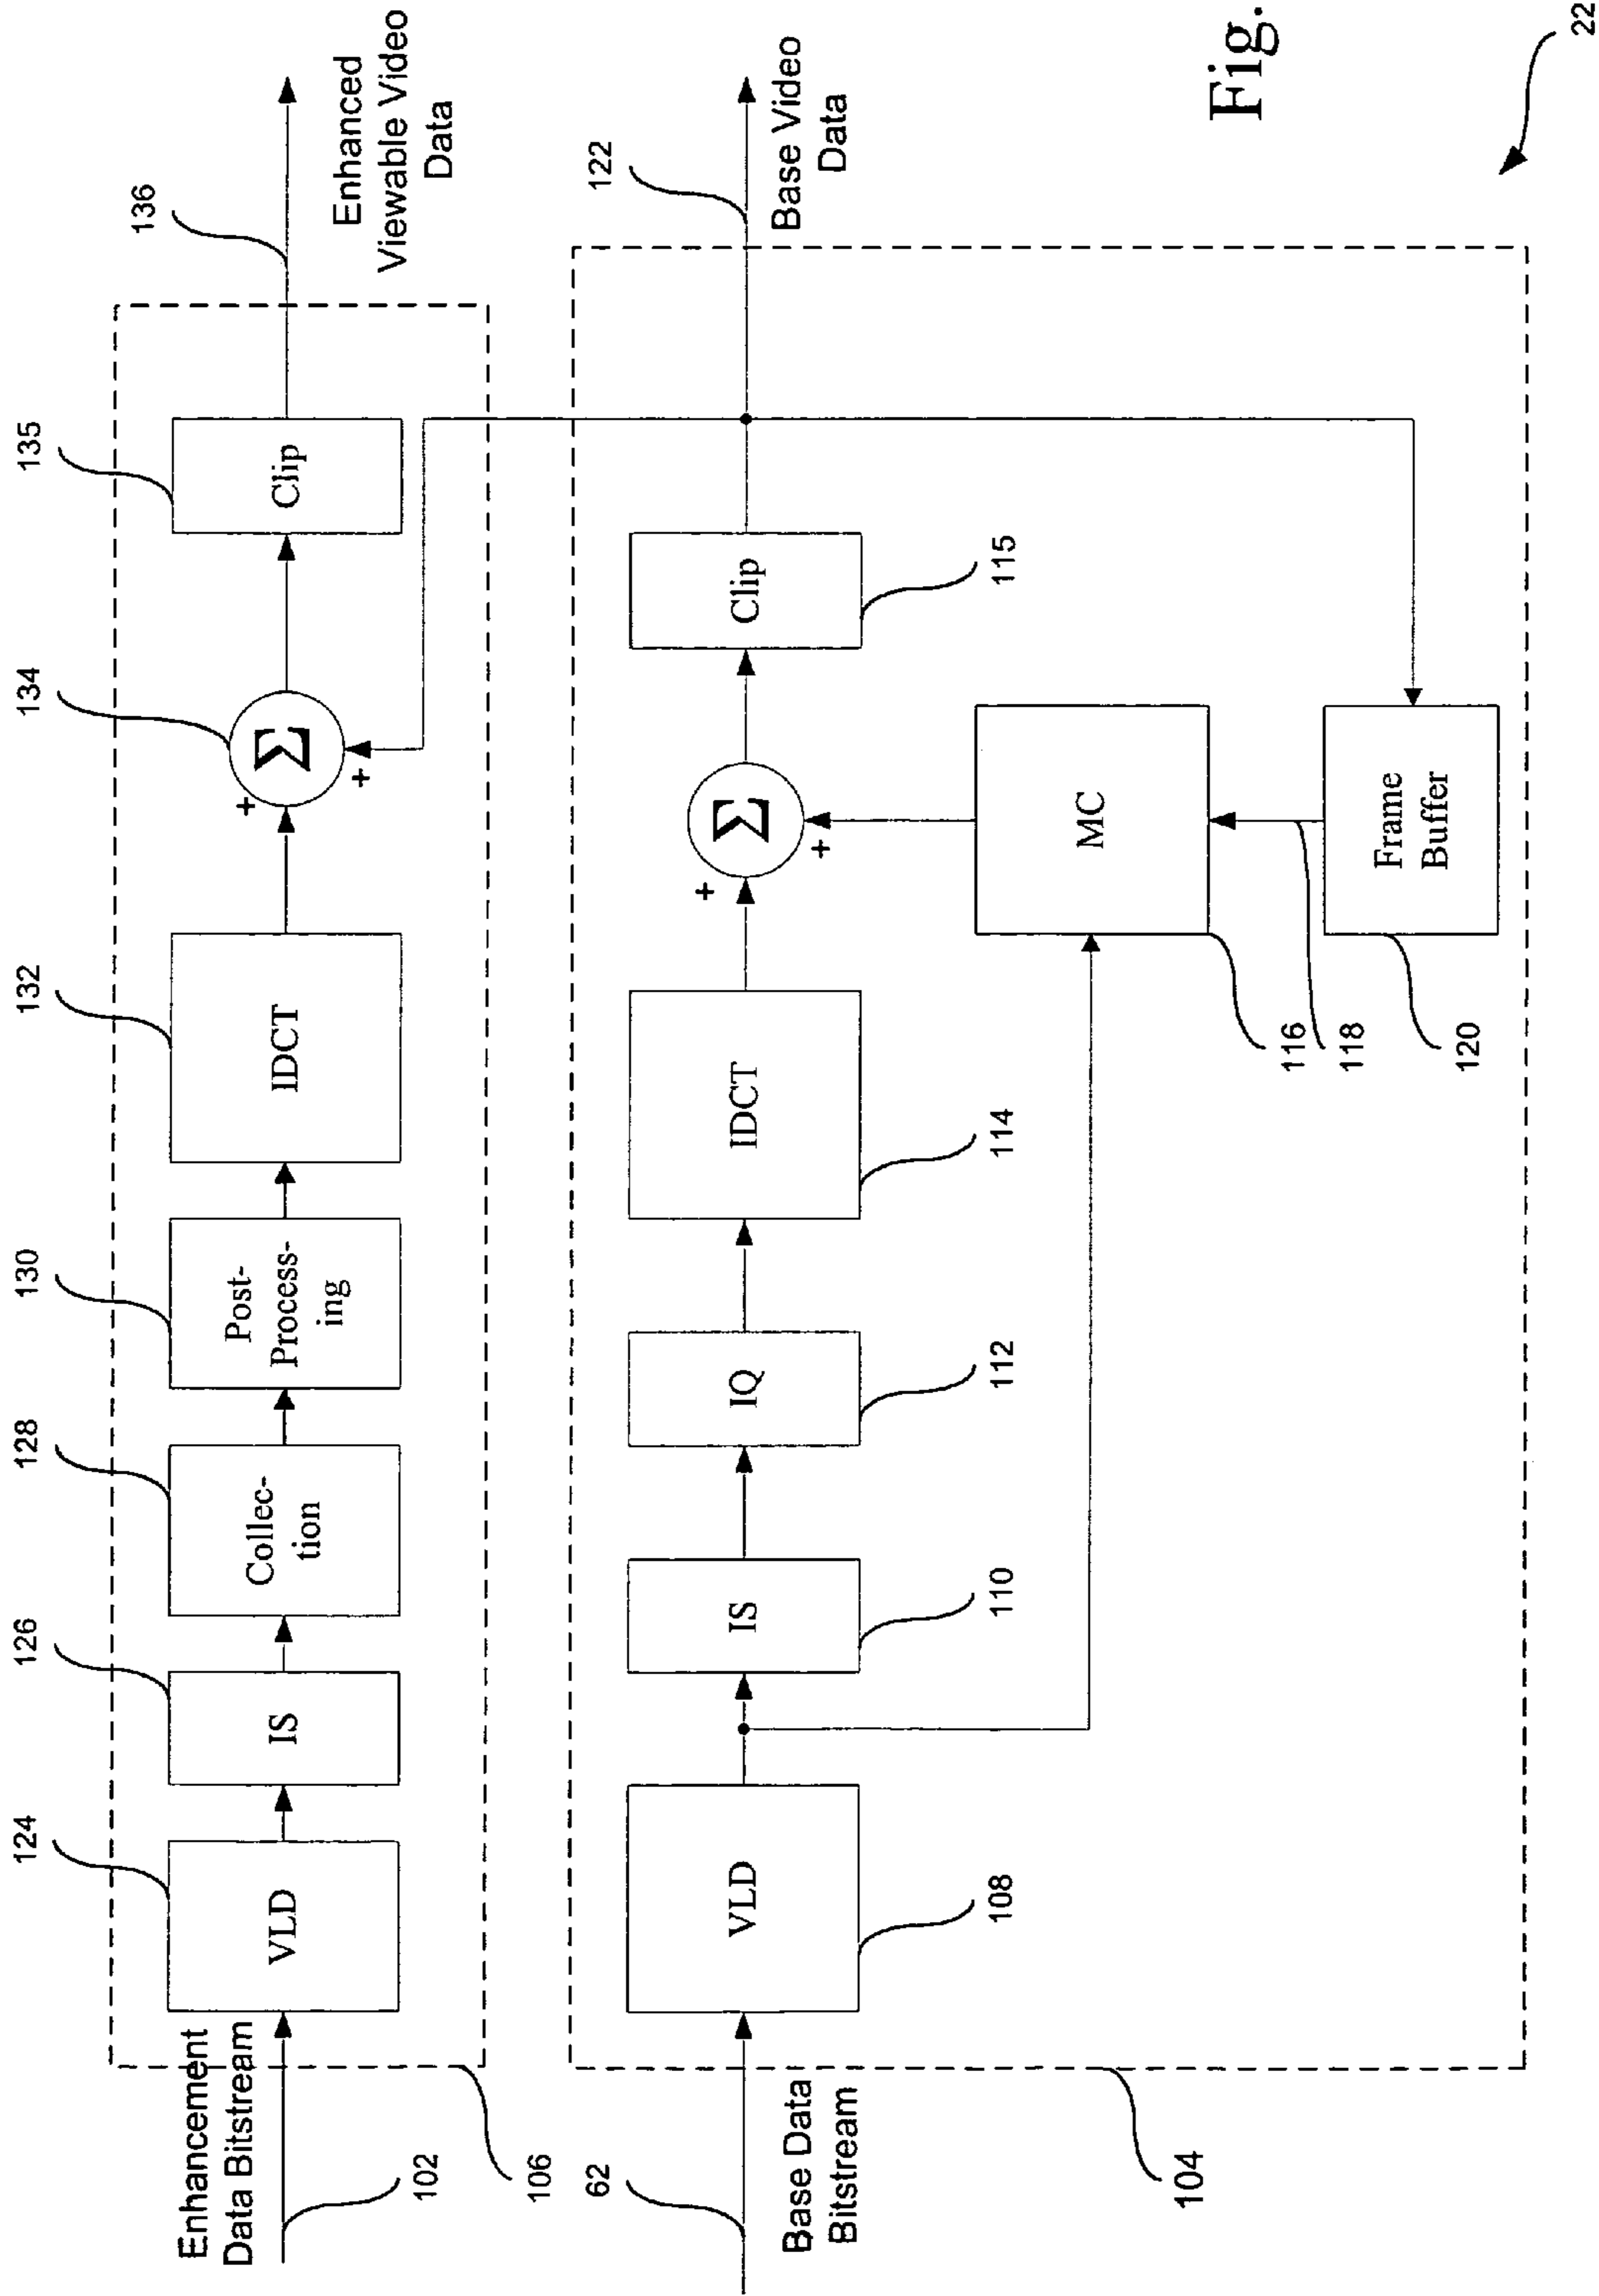 Enhancement
Data Bitstream
102
106
124
VLD
126
IS
128
Collec-
tion
130
Post-
Process-
ing
132
IDCT
134
+
Σ
+
135
Clip
136
Enhanced
Viewable Video
Data
62
Base Data
Bitstream
104
VLD
108
IS
110
IQ
112
IDCT
114
+
Σ
+
Clip
115
MC
116
118
Frame
Buffer
120
122
Base Video
Data
Fig.
22